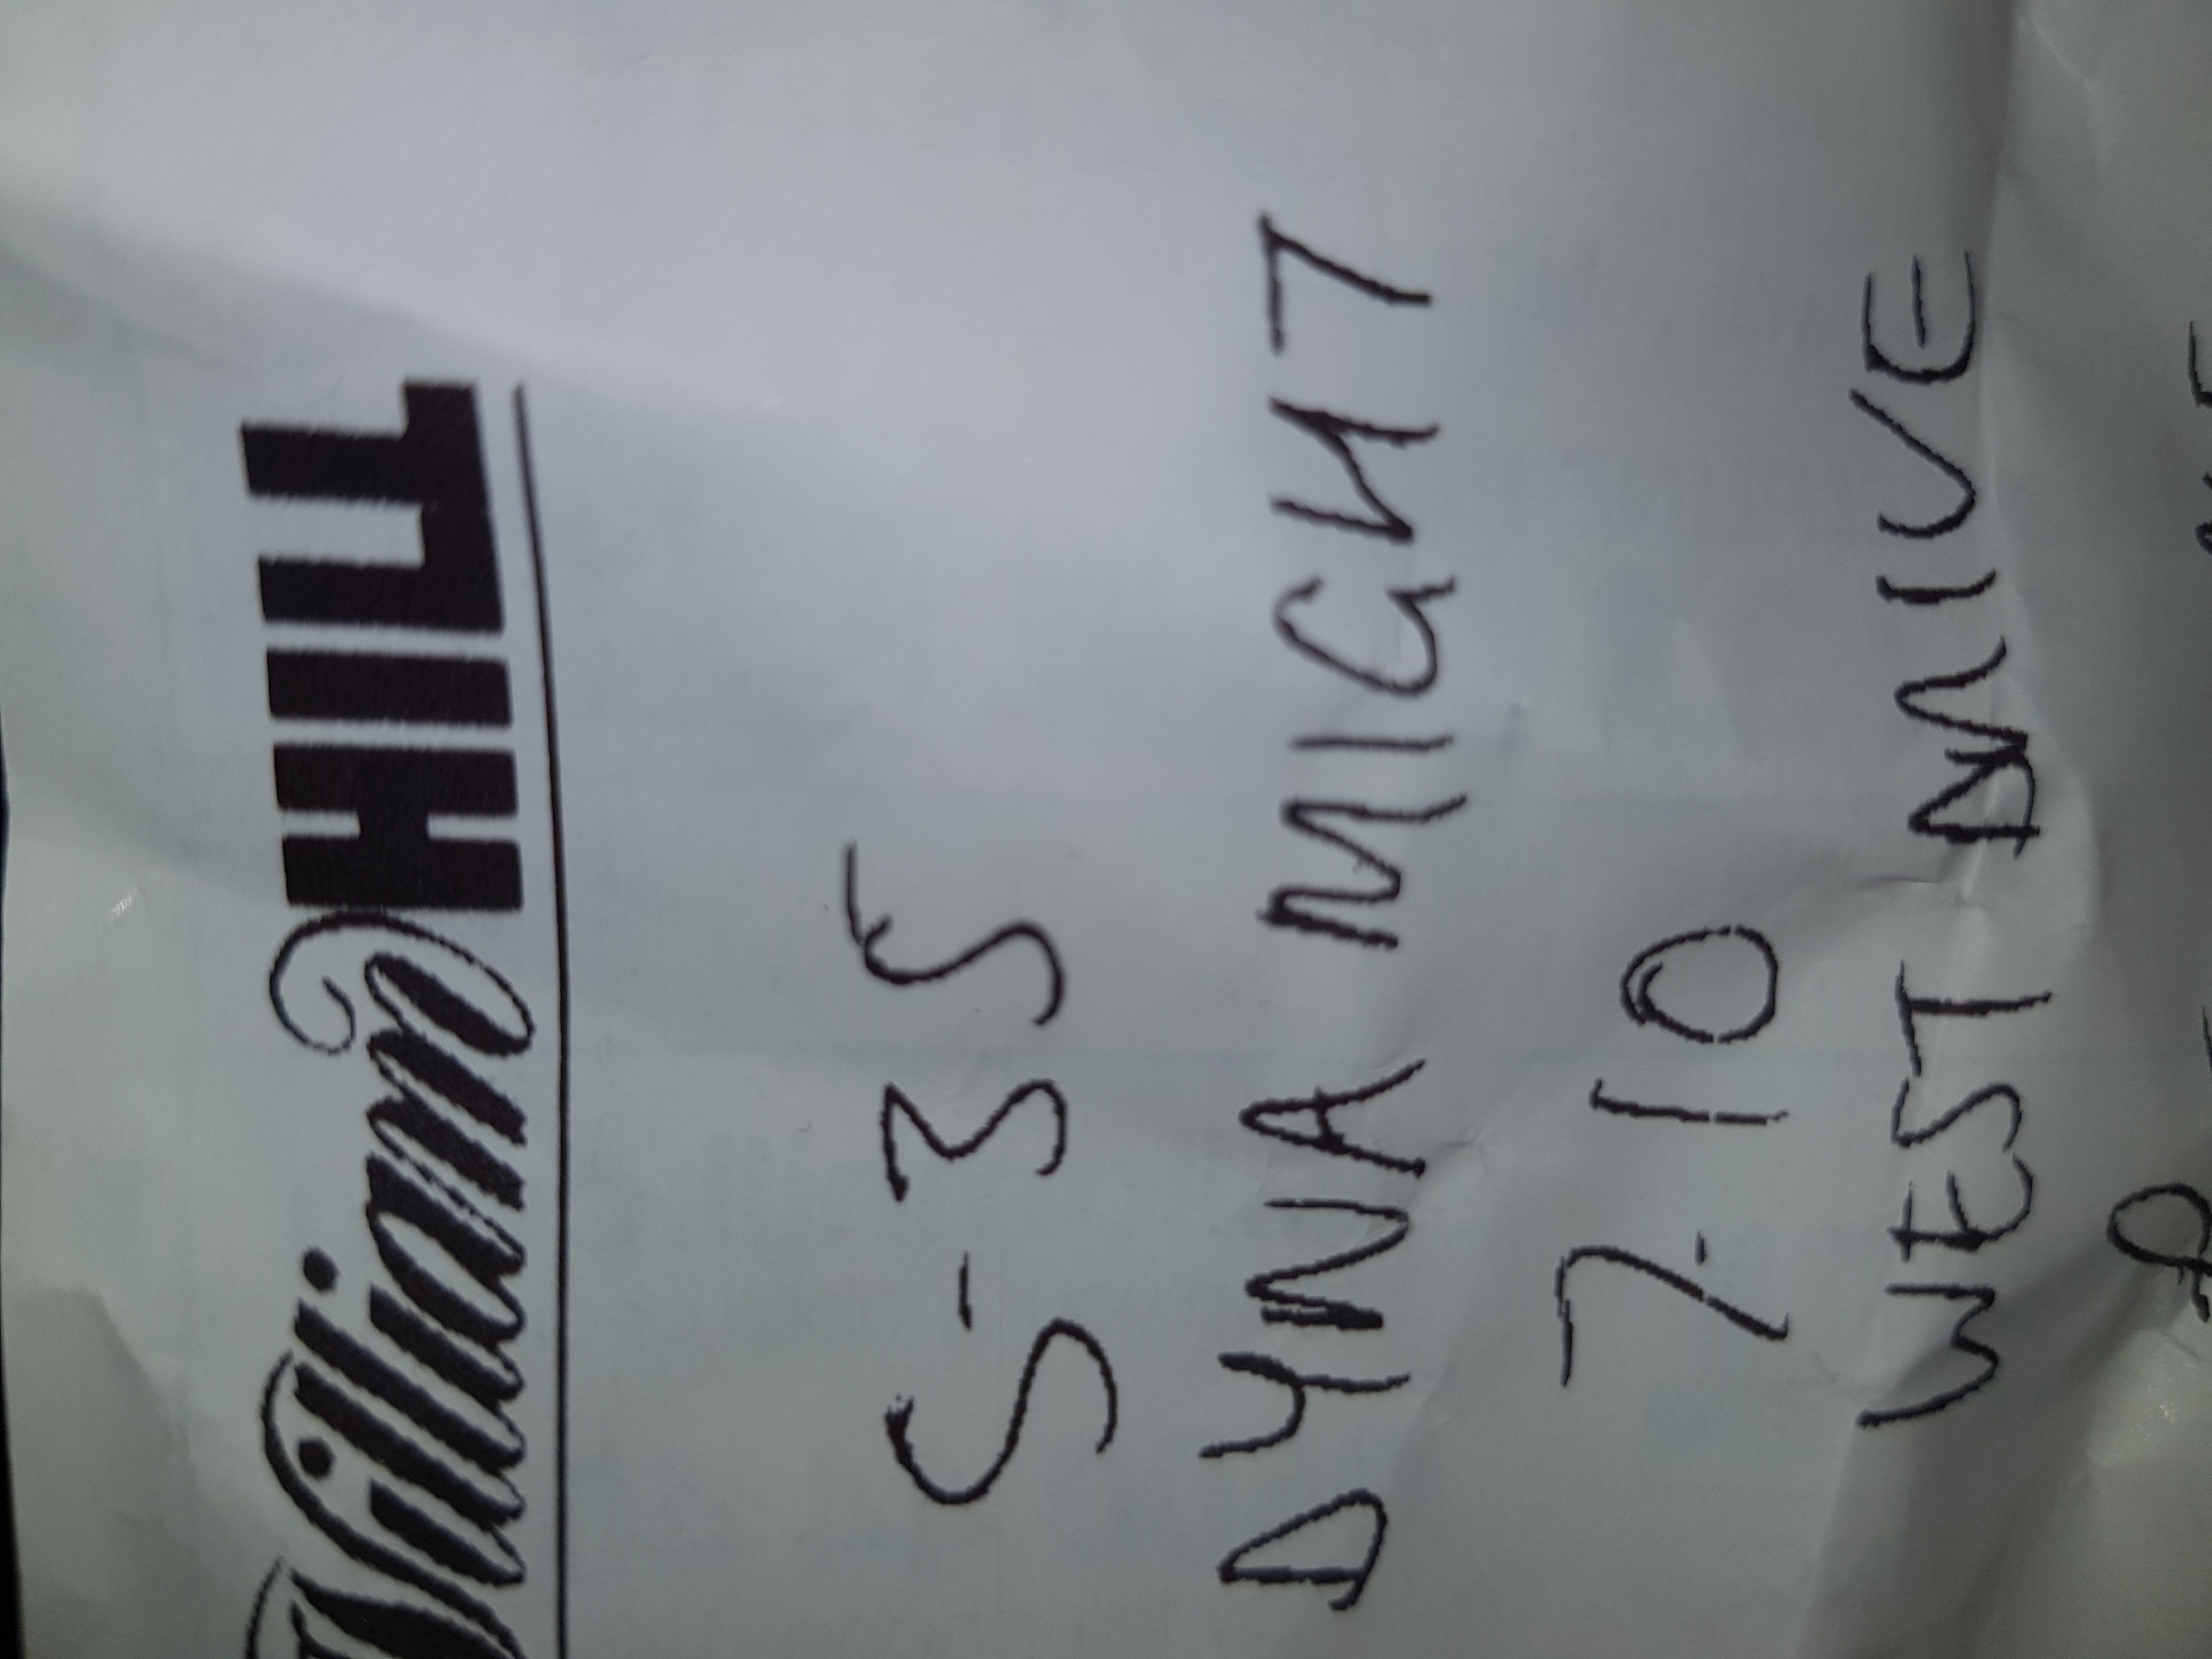 William HILL
5-35
DYNA MIGHT
7-10
WEST DRIVE